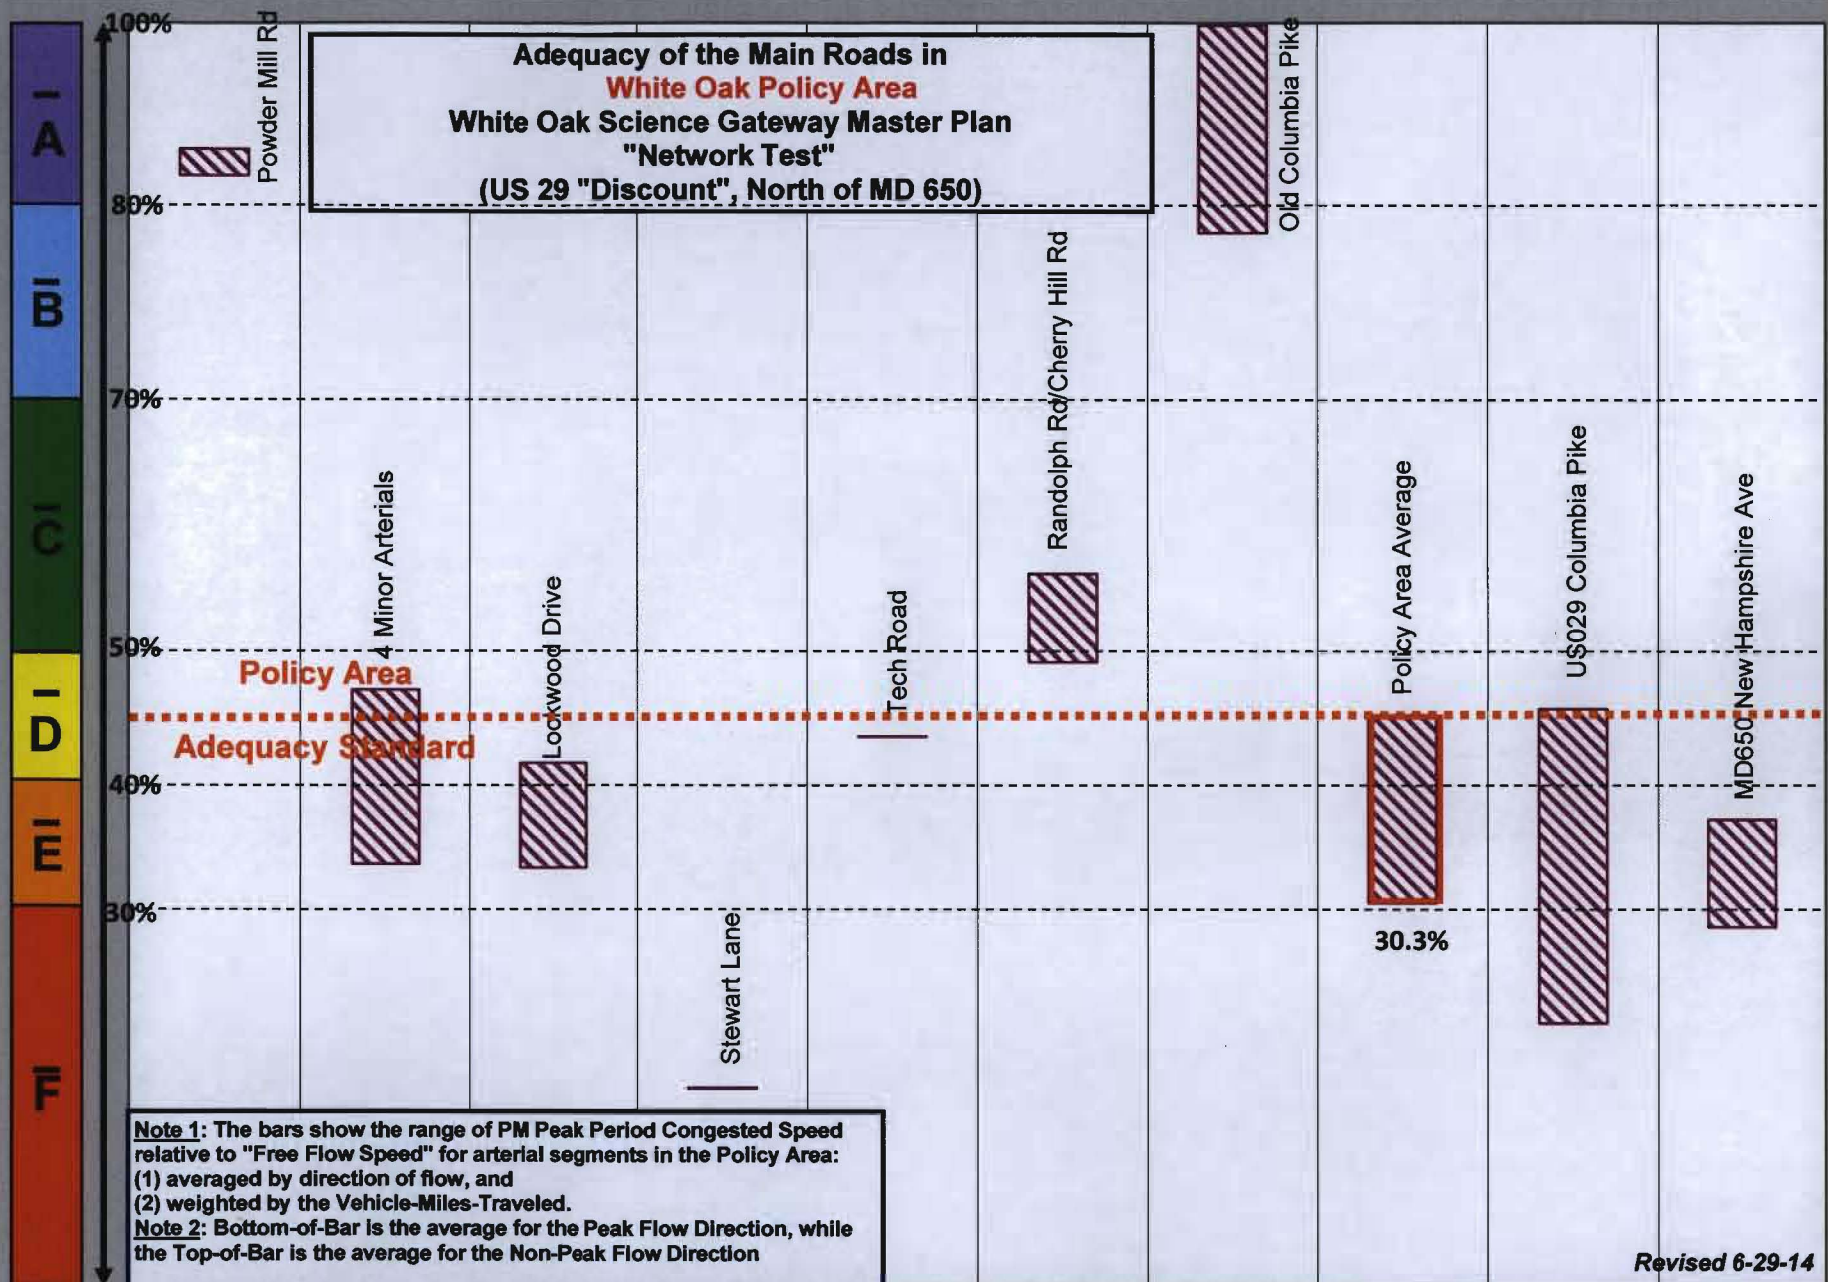 Adequacy of the Main Roads in
White Oak Policy Area
White Oak Science Gateway Master Plan
"Network Test"
(US 29 "Discount", North of MD 650)
A
B
C
D
E
F
100%
80%
70%
50%
40%
30%
Policy Area
Adequacy Standard
Powder Mill Rd
4 Minor Arterials
Lockwood Drive
Stewart Lane
Tech Road
Randolph Rd/Cherry Hill Rd
Old Columbia Pike
Policy Area Average
30.3%
US029 Columbia Pike
MD650 New Hampshire Ave
Note 1: The bars show the range of PM Peak Period Congested Speed
relative to "Free Flow Speed" for arterial segments in the Policy Area:
(1) averaged by direction of flow, and
(2) weighted by the Vehicle-Miles-Traveled.
Note 2: Bottom-of-Bar is the average for the Peak Flow Direction, while
the Top-of-Bar is the average for the Non-Peak Flow Direction
Revised 6-29-14